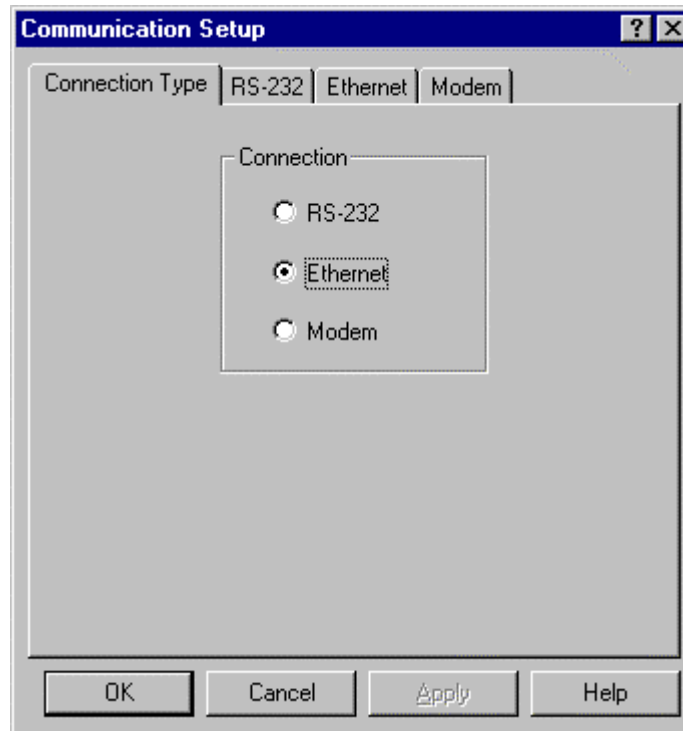 Communication Setup
Connection Type RS-232 Ethernet Modem
Connection
RS-232
Ethernet
Modem
OK Cancel Apply Help